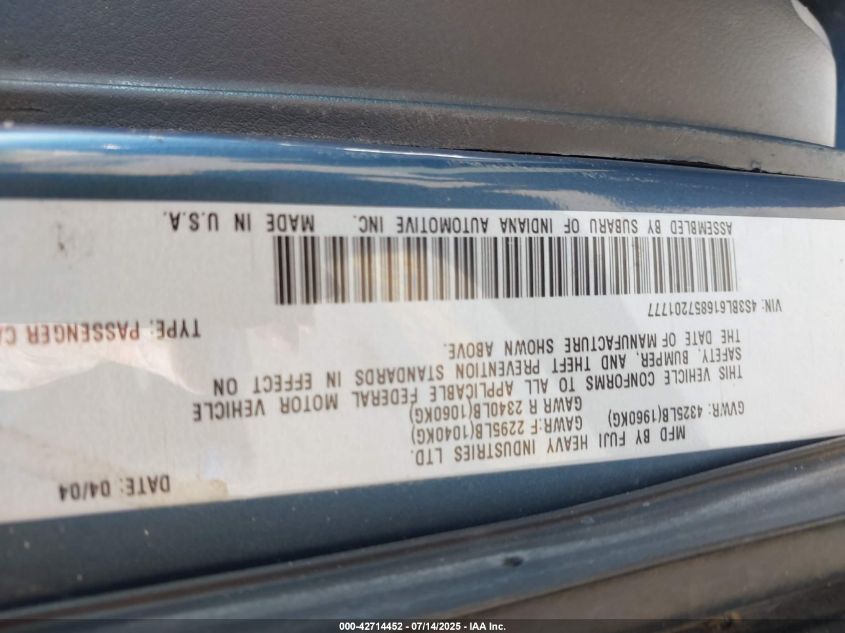 MFD BY FUJI HEAVY INDUSTRIES LTD. DATE: 04/04
GVWR: 4325LB(1960KG) GAWR:F 2295LB(1040KG)
GAWR R 2340LB(1060KG)
THIS VEHICLE CONFORMS TO ALL APPLICABLE FEDERAL MOTOR VEHICLE
SAFETY, BUMPER, AND THEFT PREVENTION STANDARDS IN EFFECT ON
THE DATE OF MANUFACTURE SHOWN ABOVE.
VIN: 4S3BL616857201777 TYPE: PASSENGER CA
ASSEMBLED BY SUBARU OF INDIANA AUTOMOTIVE INC. MADE IN U.S.A.
000-42714452 - 07/14/2025 - IAA Inc.